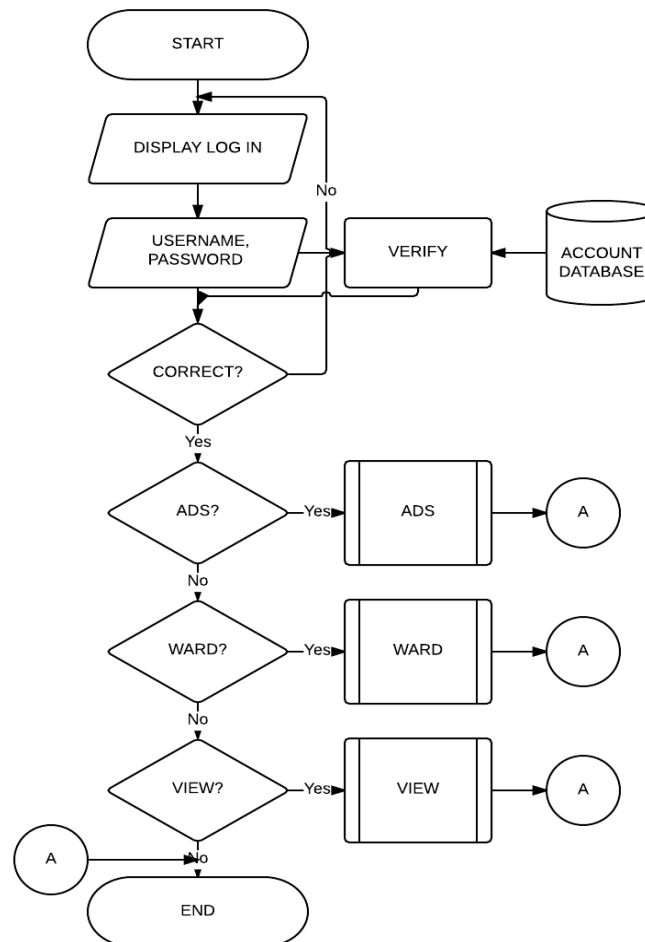 START
DISPLAY LOG IN
No
USERNAME,
PASSWORD
VERIFY
ACCOUNT
DATABASE
CORRECT?
Yes
ADS?
Yes
ADS
A
No
WARD?
Yes
WARD
A
No
VIEW?
Yes
VIEW
A
A
No
END